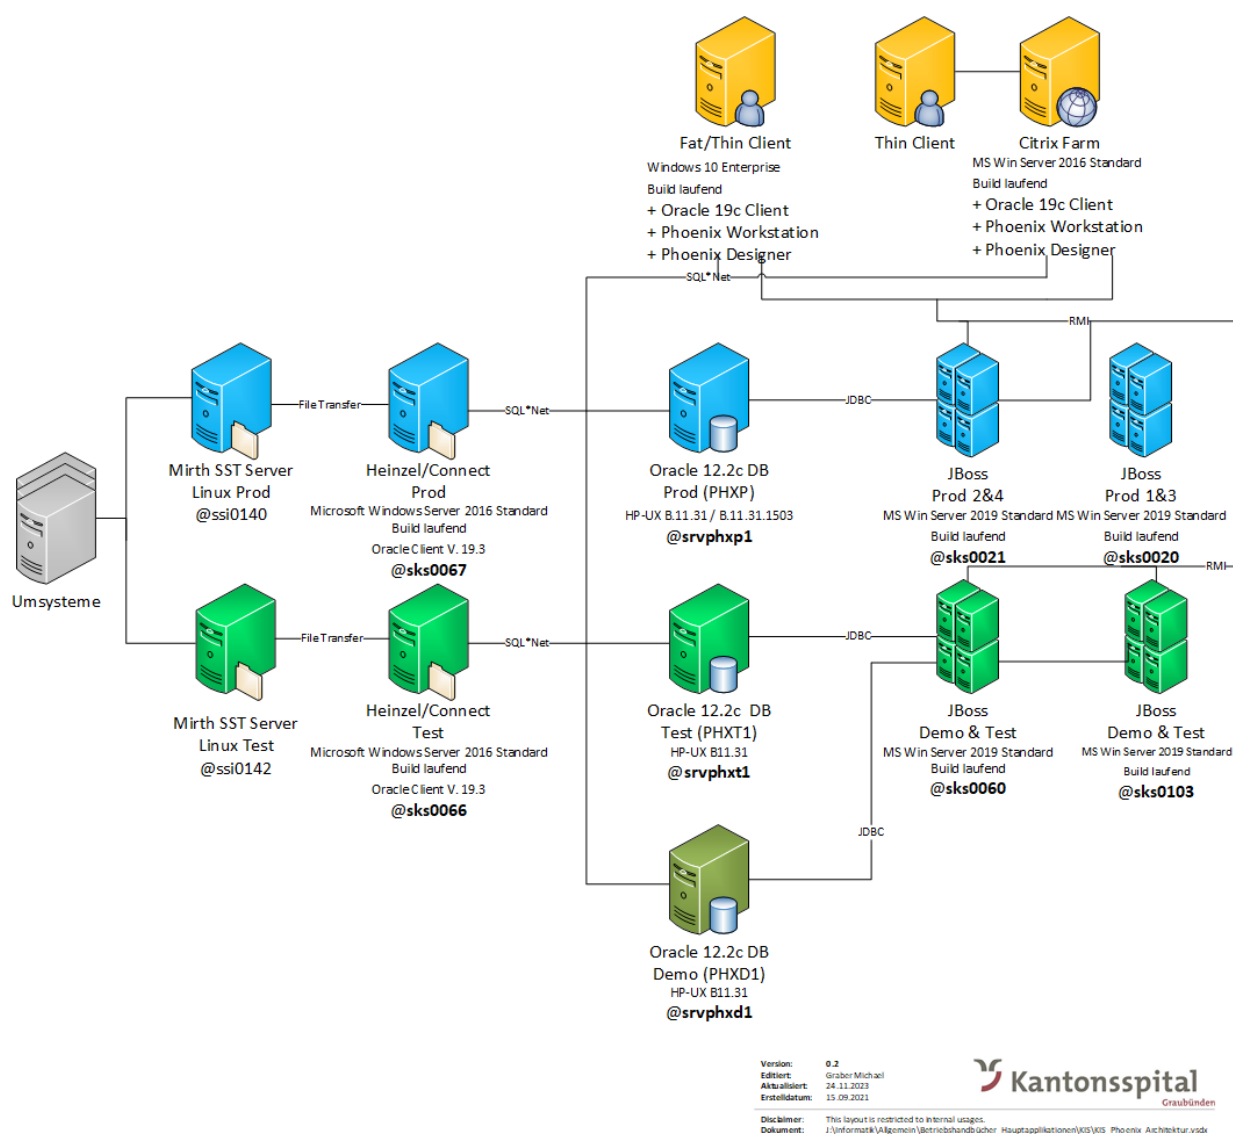 Fat/Thin Client
Windows 10 Enterprise
Build laufend
+ Oracle 19c Client
+ Phoenix Workstation
+ Phoenix Designer
Thin Client
Citrix Farm
MS Win Server 2016 Standard
Build laufend
+ Oracle 19c Client
+ Phoenix Workstation
+ Phoenix Designer
SQL*Net
RMI
File Transfer
SQL*Net
JDBC
Mirth SST Server
Linux Prod
@ssi0140
Heinzel/Connect
Prod
Microsoft Windows Server 2016 Standard
Build laufend
Oracle Client V. 19.3
@sks0067
Oracle 12.2c DB
Prod (PHXP)
HP-UX B.11.31 / B.11.31.1503
@srvphxp1
JBoss
Prod 2&4
MS Win Server 2019 Standard
Build laufend
@sks0021
JBoss
Prod 1&3
MS Win Server 2019 Standard
Build laufend
@sks0020
RMI
Umsysteme
File Transfer
SQL*Net
JDBC
Mirth SST Server
Linux Test
@ssi0142
Heinzel/Connect
Test
Microsoft Windows Server 2016 Standard
Build laufend
Oracle Client V. 19.3
@sks0066
Oracle 12.2c DB
Test (PHXT1)
HP-UX B11.31
@srvphxt1
JBoss
Demo & Test
MS Win Server 2019 Standard
Build laufend
@sks0060
JBoss
Demo & Test
MS Win Server 2019 Standard
Build laufend
@sks0103
JDBC
Oracle 12.2c DB
Demo (PHXD1)
HP-UX B11.31
@srvphxd1
Version: 0.2
Editiert: Graber Michael
Aktualisiert: 24.11.2023
Erstelldatum: 15.09.2021
Kantonsspital
Graubünden
Disclaimer: This layout is restricted to internal usages.
Dokument: J:\Informatik\Allgemein\Betriebshandbücher_Hauptapplikationen\KIS\KIS_Phoenix_Architektur.vsdx